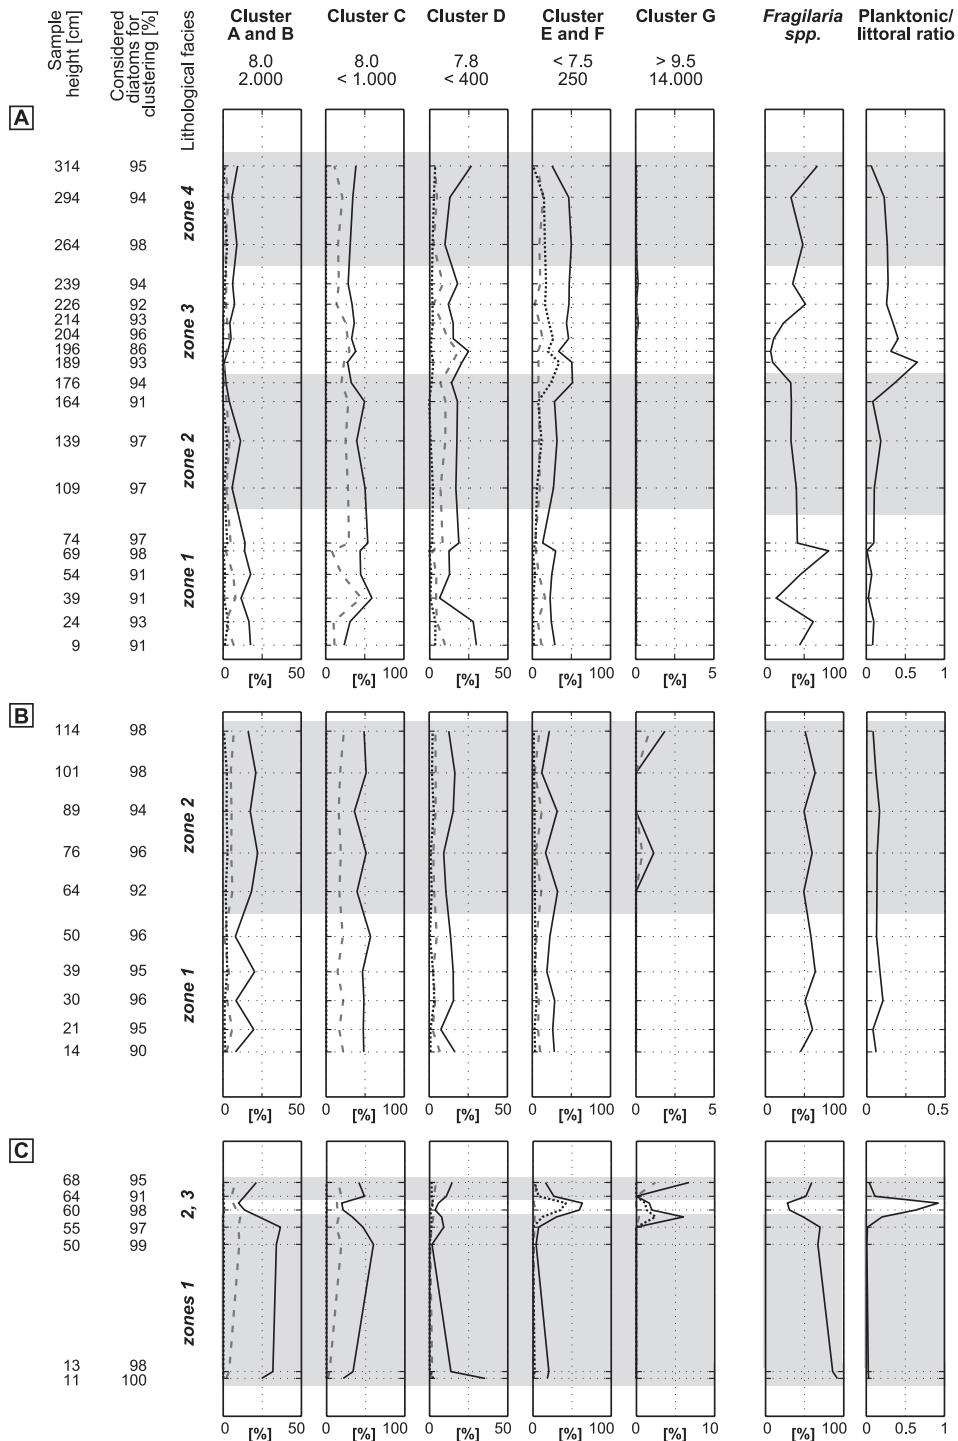 Sample height [cm]
Considered diatoms for clustering [%]
Lithological facies
Cluster A and B
Cluster C
Cluster D
Cluster E and F
Cluster G
Fragilaria spp.
Planktonic/ littoral ratio
8.0 8.0 7.8 < 7.5 > 9.5
2.000 < 1.000 < 400 250 14.000
A
314 95
294 94
264 98
239 94
226 92
214 93
204 96
196 86
189 93
176 94
164 91
139 97
109 97
74 97
69 98
54 91
39 91
24 93
9 91
zone 4
zone 3
zone 2
zone 1
0 50 0 100 0 50 0 100 0 5 0 100 0 0.5 1
[%] [%] [%] [%] [%] [%]
B
114 98
101 98
89 94
76 96
64 92
50 96
39 95
30 96
21 95
14 90
zone 2
zone 1
0 50 0 100 0 50 0 100 0 5 0 100 0 0.5
[%] [%] [%] [%] [%] [%]
C
68 95
64 91
60 98
55 97
50 99
13 98
11 100
2, 3
zones 1
0 50 0 100 0 50 0 100 0 10 0 100 0 0.5 1
[%] [%] [%] [%] [%] [%]